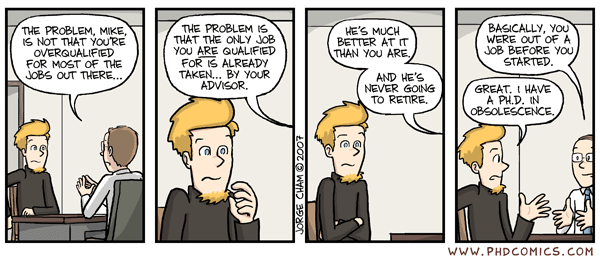 THE PROBLEM, MIKE,
IS NOT THAT YOU'RE
OVERQUALIFIED
FOR MOST OF THE
JOBS OUT THERE...
THE PROBLEM IS
THAT THE ONLY JOB
YOU ARE QUALIFIED
FOR IS ALREADY
TAKEN... BY YOUR
ADVISOR.
JORGE CHAM © 2007
HE'S MUCH
BETTER AT IT
THAN YOU ARE.
AND HE'S
NEVER GOING
TO RETIRE.
BASICALLY, YOU
WERE OUT OF A
JOB BEFORE YOU
STARTED.
GREAT. I HAVE
A PH.D. IN
OBSOLESCENCE.
WWW.PHDCOMICS.COM